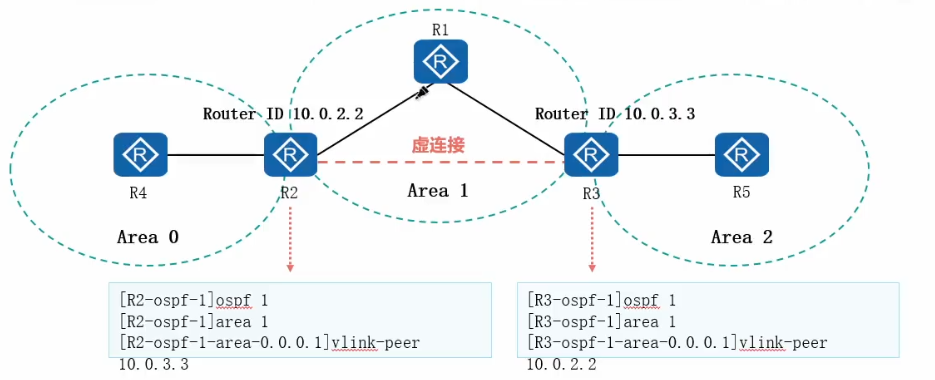 R1
Router ID 10.0.2.2
Router ID 10.0.3.3
虚连接
R4
R2
Area 1
R3
R5
Area 0
Area 2
[R2-ospf-1]ospf 1
[R2-ospf-1]area 1
[R2-ospf-1-area-0.0.0.1]vlink-peer
10.0.3.3
[R3-ospf-1]ospf 1
[R3-ospf-1]area 1
[R3-ospf-1-area-0.0.0.1]vlink-peer
10.0.2.2